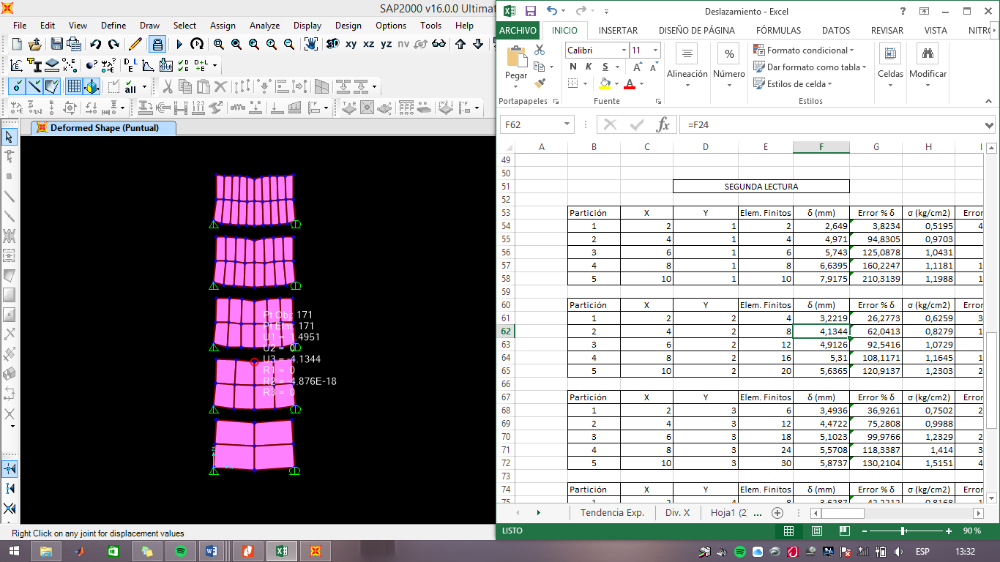 SAP2000 v16.0.0 Ultimat
File Edit View Define Draw Select Assign Analyze Display Design Options Tools Help
3D xy xz yz nv
all
Deformed Shape (Puntual)
Pt Obj: 171
Pt Elm: 171
U1 = 1.4951
U2 = 0
U3 = -4.1344
R1 = 0
R2 = -4.876E-18
R3 = 0
Z
Right Click on any joint for displacement values
Deslazamiento - Excel
ARCHIVO INICIO INSERTAR DISEÑO DE PÁGINA FÓRMULAS DATOS REVISAR VISTA NITRO
Pegar
Calibri 11
N K S A A
A
Alineación
%
Número
Formato condicional
Dar formato como tabla
Estilos de celda
Celdas
Modificar
Portapapeles Fuente Estilos
F62 fx =F24
A B C D E F G H I
49
50
51 SEGUNDA LECTURA
52
53 Partición X Y Elem. Finitos δ (mm) Error % δ σ (kg/cm2) Error
54 1 2 1 2 2,649 3,8234 0,5195 4
55 2 4 1 4 4,971 94,8305 0,9703
56 3 6 1 6 5,743 125,0878 1,0431
57 4 8 1 8 6,6395 160,2247 1,1181 1
58 5 10 1 10 7,9175 210,3139 1,1988 1
59
60 Partición X Y Elem. Finitos δ (mm) Error % δ σ (kg/cm2) Error
61 1 2 2 4 3,2219 26,2773 0,6259 3
62 2 4 2 8 4,1344 62,0413 0,8279 1
63 3 6 2 12 4,9126 92,5416 1,0729
64 4 8 2 16 5,31 108,1171 1,1645 1
65 5 10 2 20 5,6365 120,9137 1,2303 2
66
67 Partición X Y Elem. Finitos δ (mm) Error % δ σ (kg/cm2) Error
68 1 2 3 6 3,4936 36,9261 0,7502 2
69 2 4 3 12 4,4722 75,2808 0,9988 1
70 3 6 3 18 5,1023 99,9766 1,2329 2
71 4 8 3 24 5,5708 118,3387 1,414 3
72 5 10 3 30 5,8737 130,2104 1,5151 4
73
74 Partición X Y Elem. Finitos δ (mm) Error % δ σ (kg/cm2) Error
75 1 2 4 8 3,6287 42,2212 0,8168 1
Tendencia Exp. Div. X Hoja1 (2 ...
LISTO 90 %
ESP 13:32